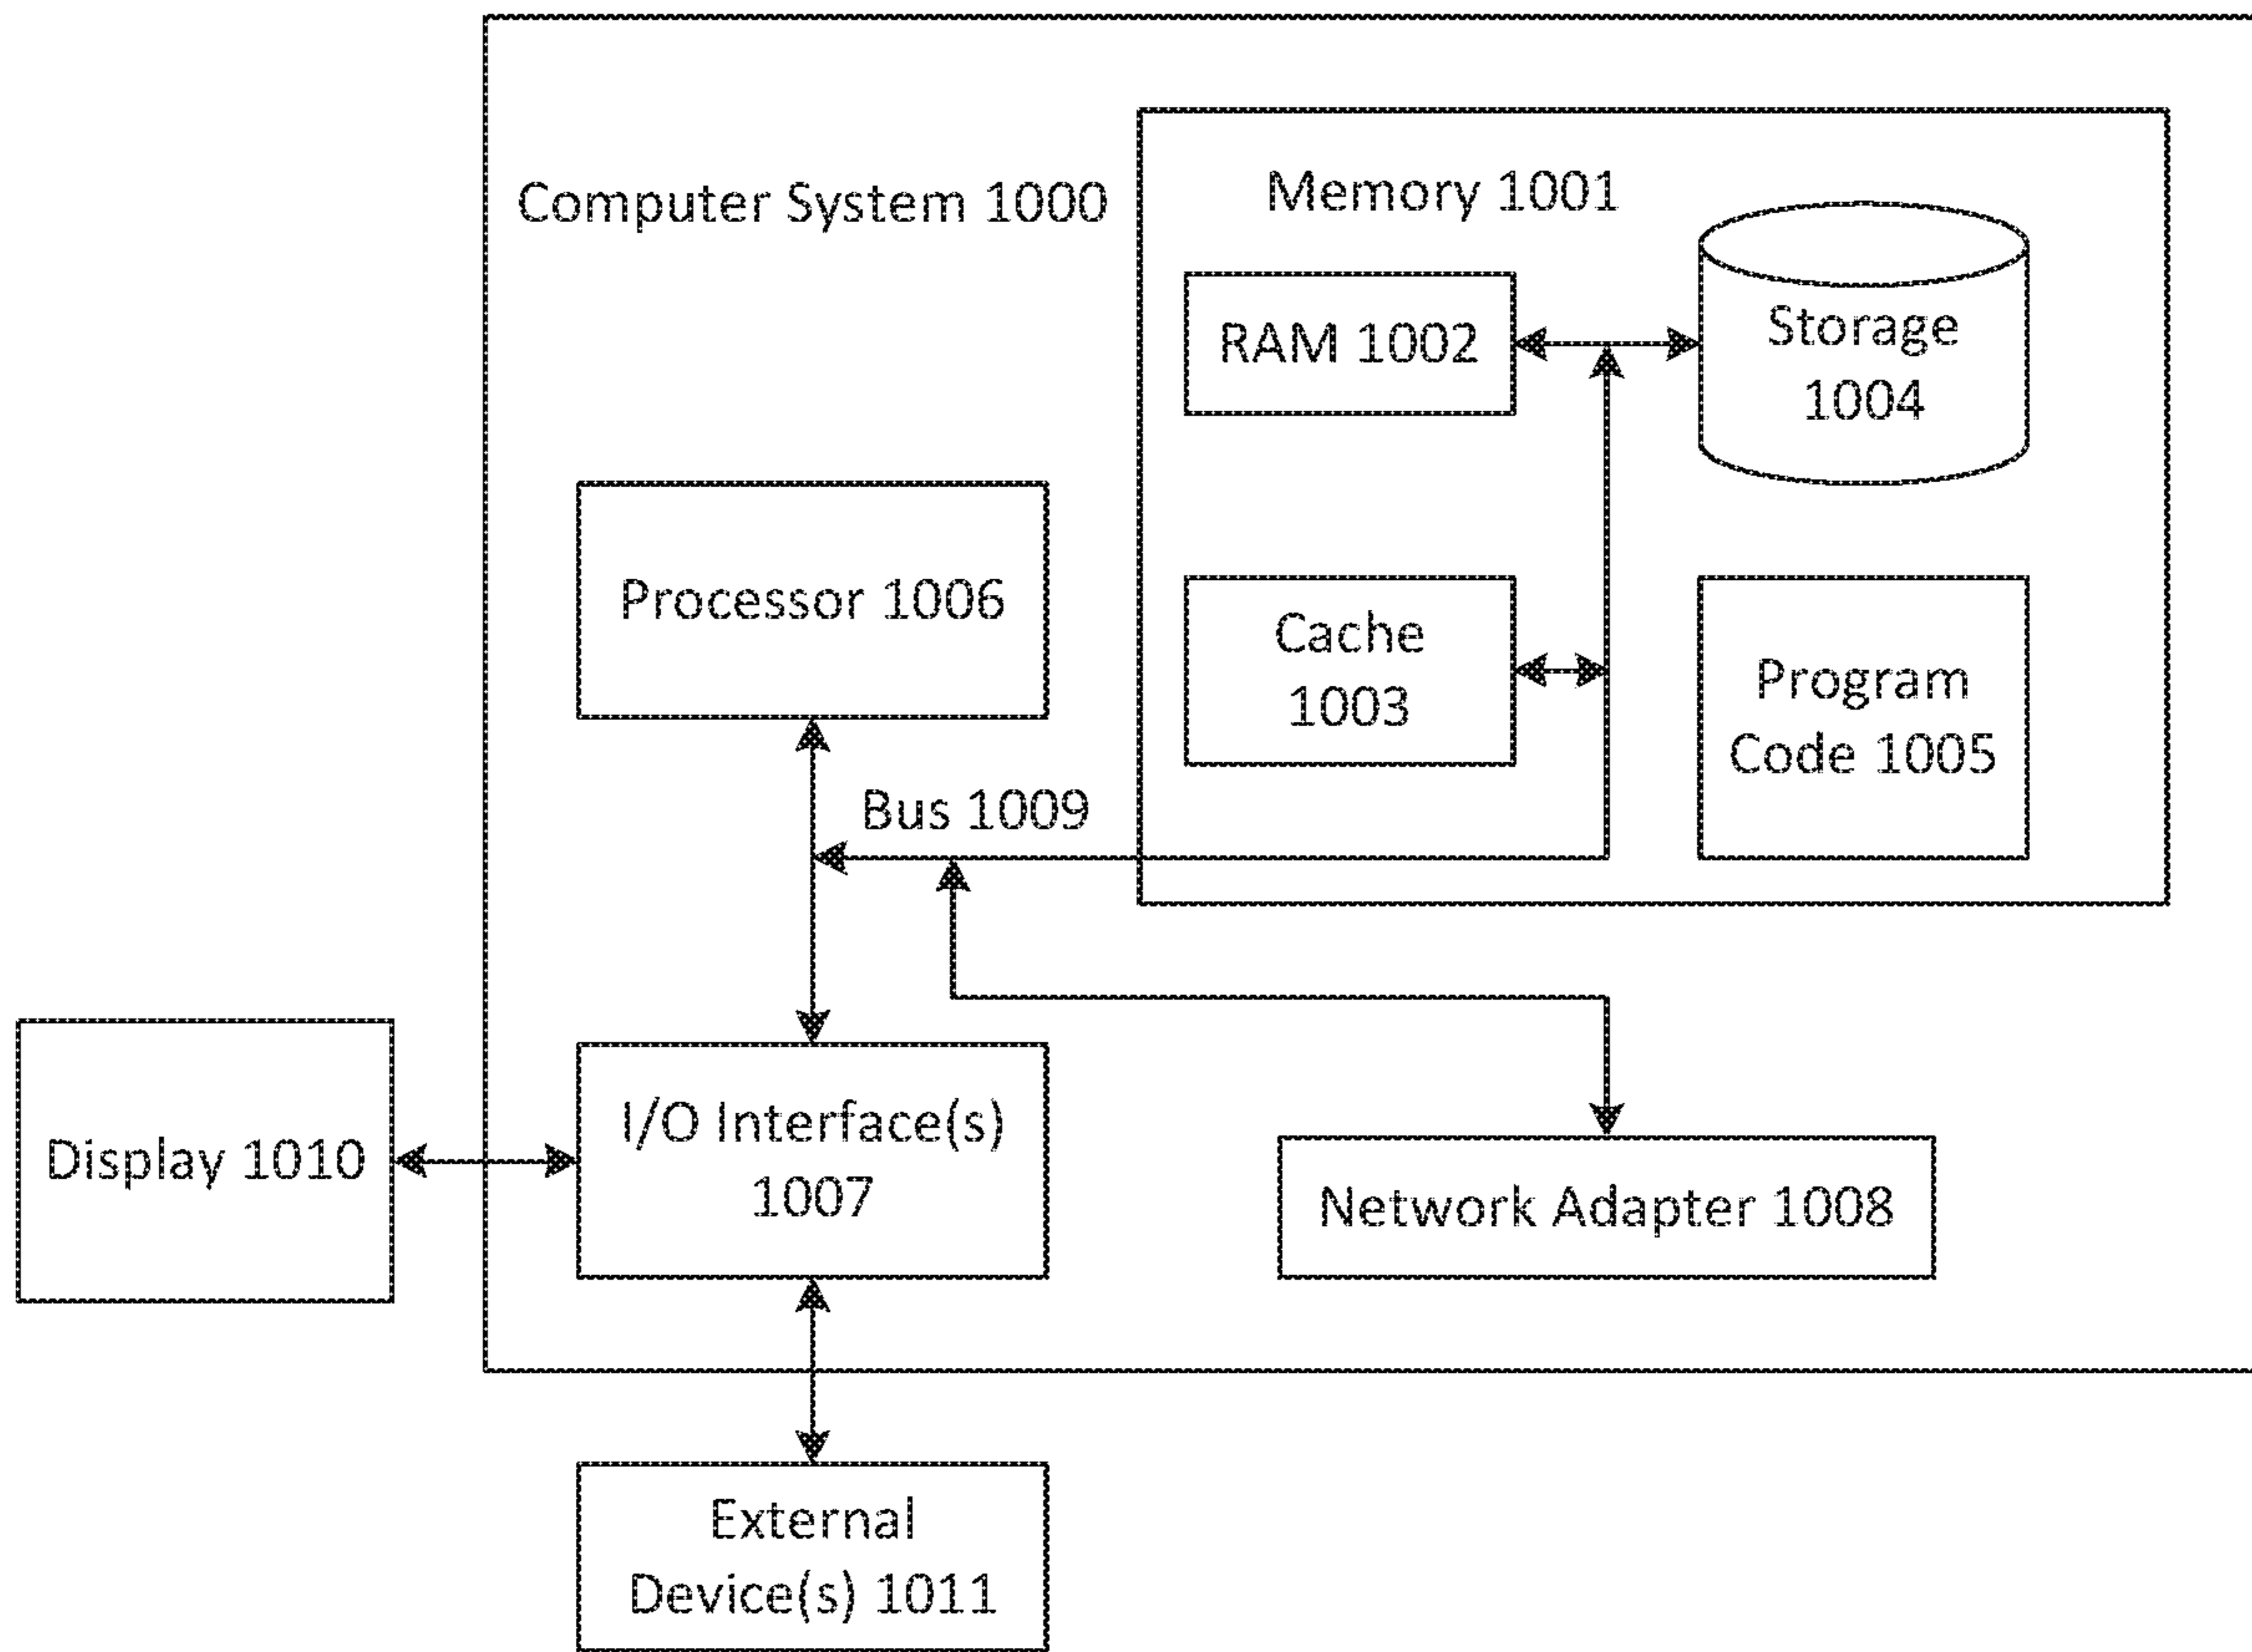 Computer System 1000
Memory 1001
RAM 1002
Storage
1004
Processor 1006
Cache
1003
Program
Code 1005
Bus 1009
Display 1010
I/O Interface(s)
1007
Network Adapter 1008
External
Device(s) 1011